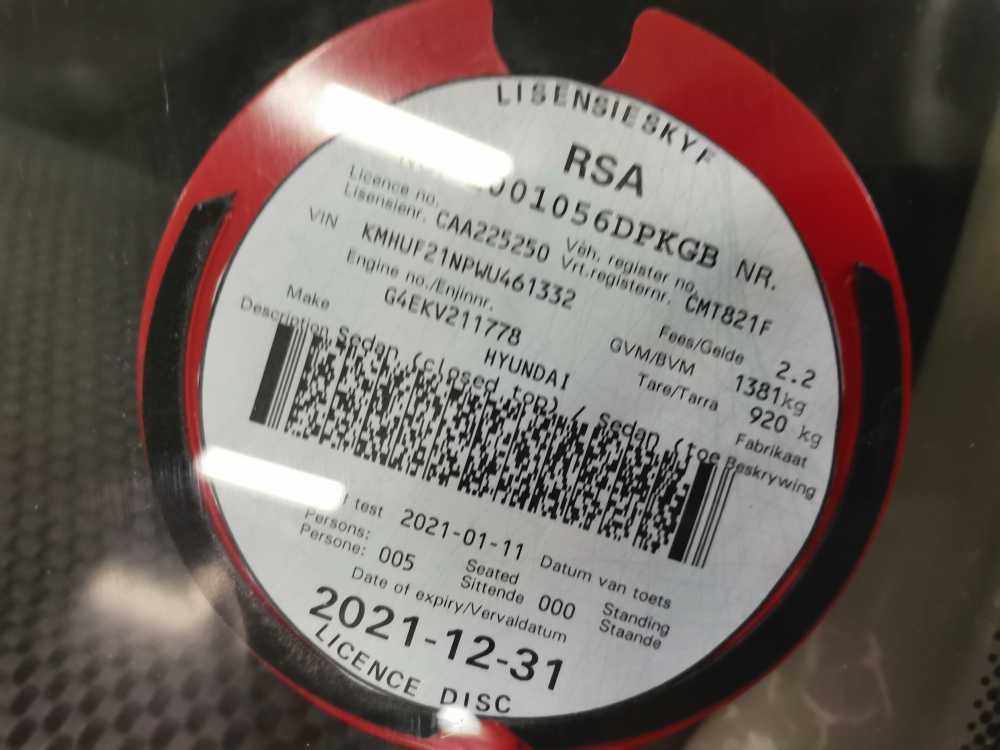 LISENSIESKYF
RSA
001056DPKGB NR.
Licence no. Veh. register no.
Lisensienr. CAA225250 Vrt.registernr. CMT821F
VIN KMHUF21NPWU461332 Fees/Gelde 2.2
Engine no./Enjinnr. GVM/BVM 1381kg
G4EKV211778 Tare/Tarra 920 kg
Make HYUNDAI Fabrikaat
Description Sedan (closed top) / Sedan (toe Beskrywing
test 2021-01-11 Datum van toets
Persons: Seated Standing
Persone: 005 Sittende 000 Staande
Date of expiry/Vervaldatum
2021-12-31
LICENCE DISC